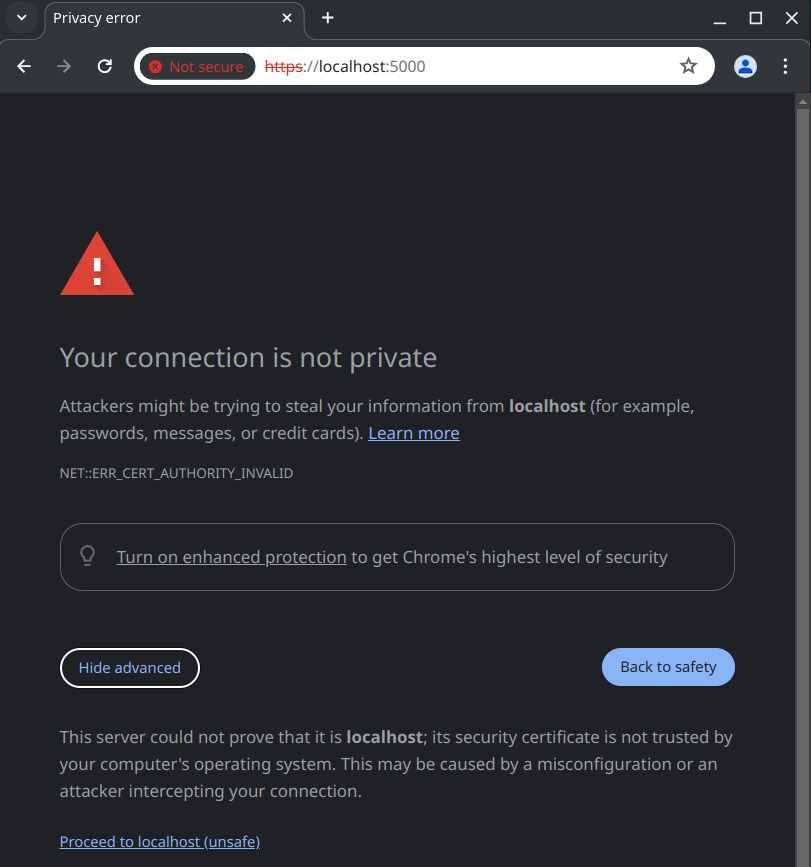 Privacy error
Not secure https://localhost:5000
Your connection is not private
Attackers might be trying to steal your information from localhost (for example,
passwords, messages, or credit cards). Learn more
NET::ERR_CERT_AUTHORITY_INVALID
Turn on enhanced protection to get Chrome's highest level of security
Hide advanced
Back to safety
This server could not prove that it is localhost; its security certificate is not trusted by
your computer's operating system. This may be caused by a misconfiguration or an
attacker intercepting your connection.
Proceed to localhost (unsafe)